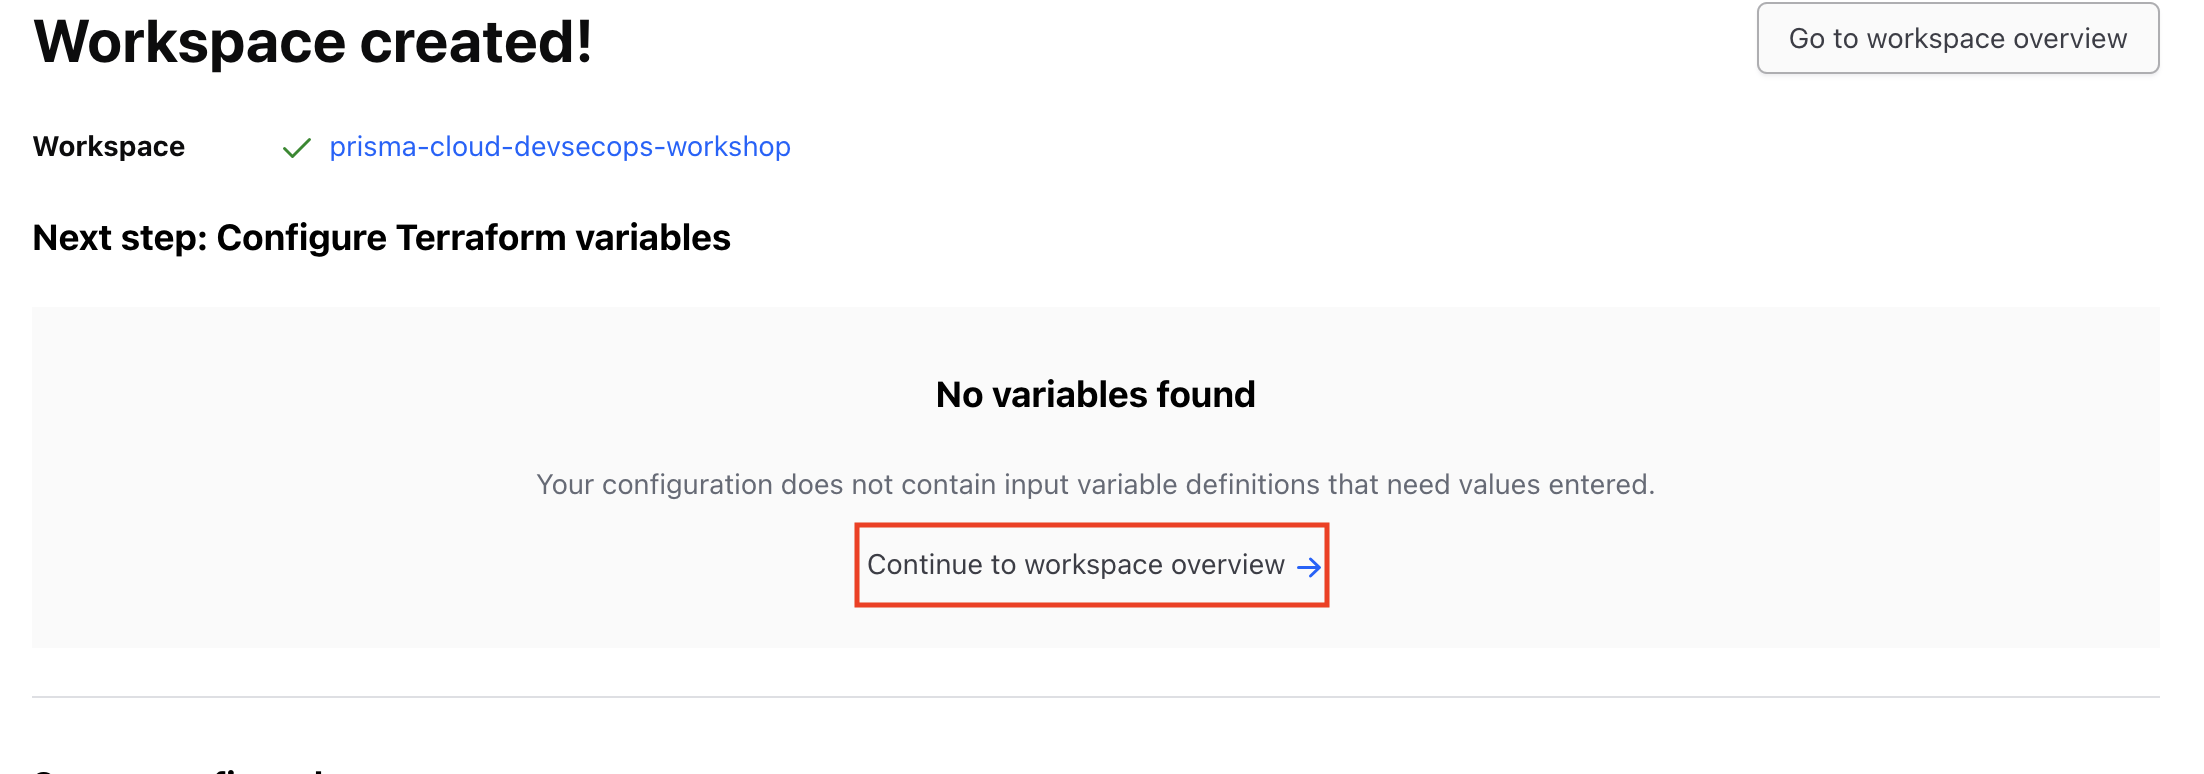 Workspace created!
Go to workspace overview
Workspace
prisma-cloud-devsecops-workshop
Next step: Configure Terraform variables
No variables found
Your configuration does not contain input variable definitions that need values entered.
Continue to workspace overview